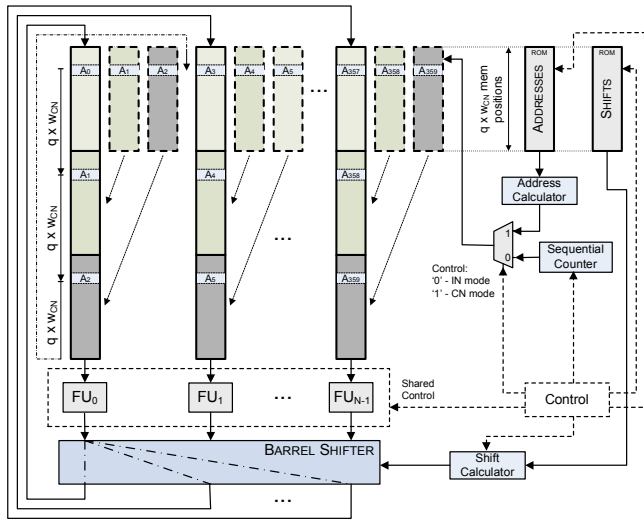 ROM
ROM
A0
A1
A2
A3
A4
A5
...
A357
A358
A359
q x wCN mem
positions
ADDRESSES
SHIFTS
q x wCN
A1
A4
A358
Address
Calculator
q x wCN
...
1
0
Sequential
Counter
Control:
'0' - IN mode
'1' - CN mode
A2
A5
A359
q x wCN
FU0
FU1
...
FUN-1
Shared
Control
Control
BARREL SHIFTER
Shift
Calculator
...